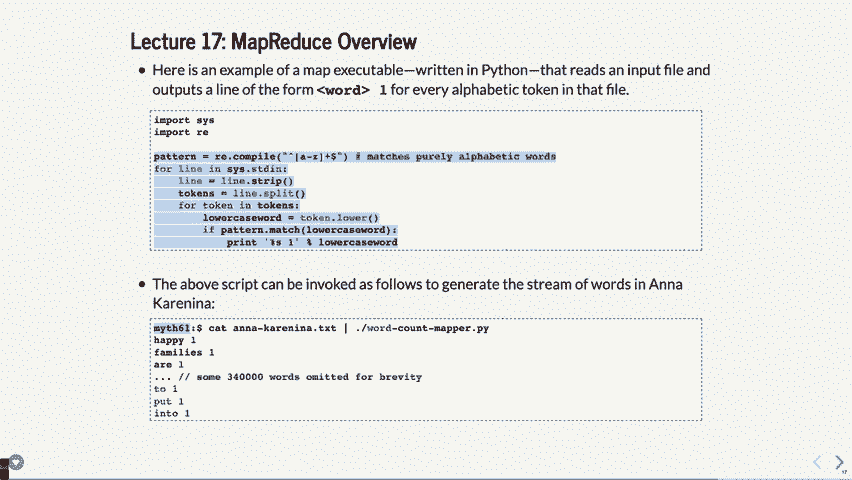 Lecture 17: MapReduce Overview
• Here is an example of a map executable—written in Python—that reads an input file and
outputs a line of the form <word> 1 for every alphabetic token in that file.
import sys
import re
pattern = re.compile("^[a-z]+$") # matches purely alphabetic words
for line in sys.stdin:
    line = line.strip()
    tokens = line.split()
    for token in tokens:
        lowercaseword = token.lower()
        if pattern.match(lowercaseword):
            print '%s 1' % lowercaseword
• The above script can be invoked as follows to generate the stream of words in Anna
Karenina:
myth61:$ cat anna-karenina.txt | ./word-count-mapper.py
happy 1
families 1
are 1
... // some 340000 words omitted for brevity
to 1
put 1
into 1
17